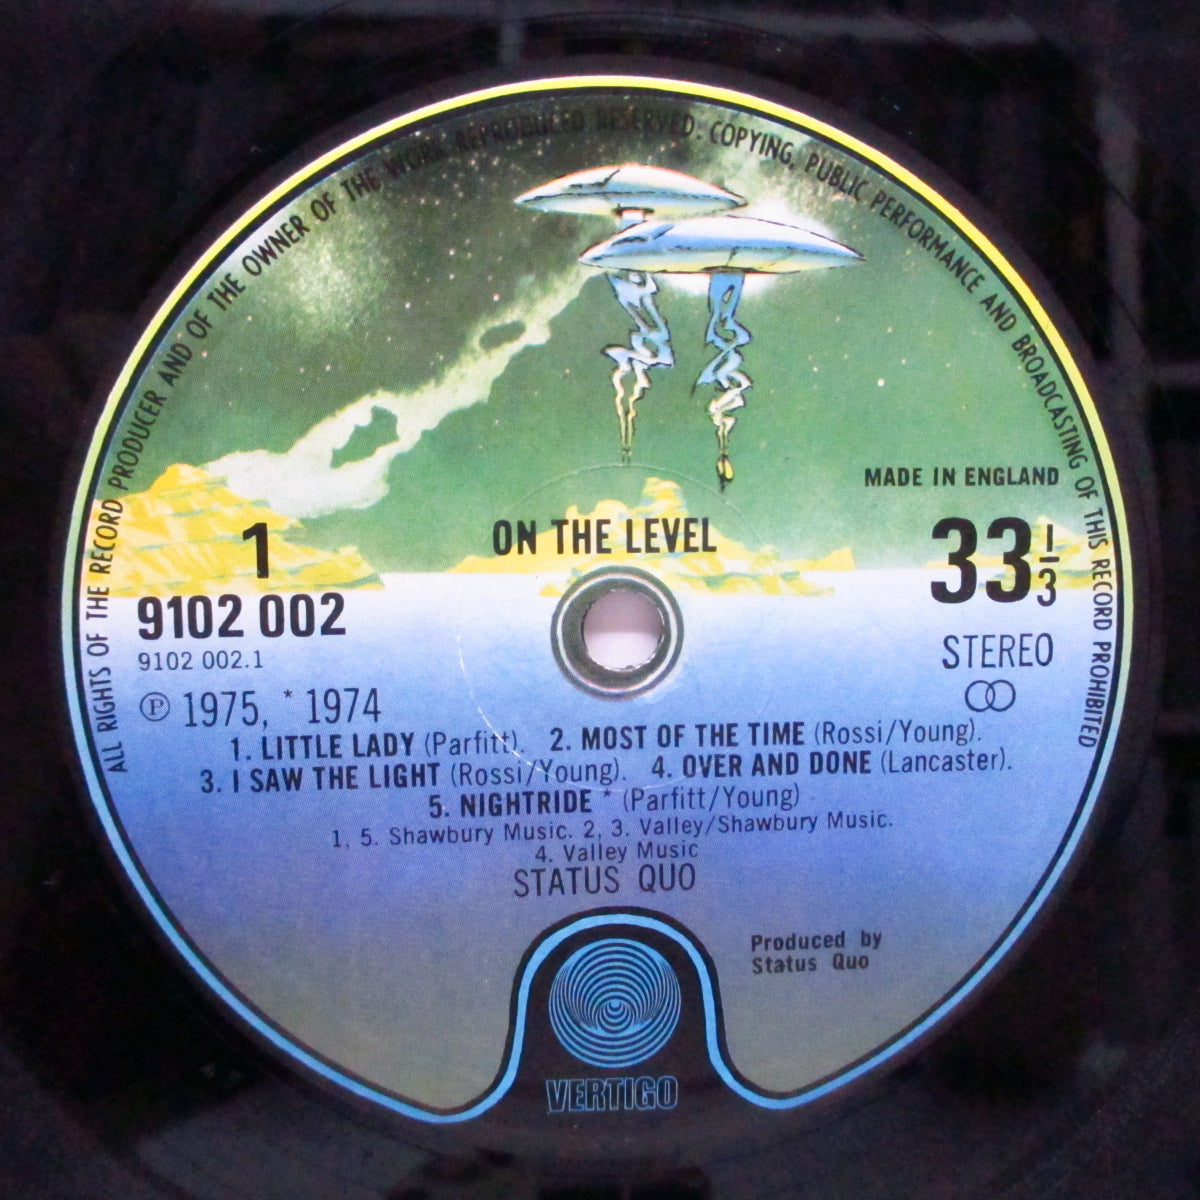 ALL RIGHTS OF THE RECORD PRODUCER AND OF THE OWNER OF THE WORK REPRODUCED RESERVED. COPYING, PUBLIC PERFORMANCE AND BROADCASTING OF THIS RECORD PROHIBITED
MADE IN ENGLAND
1
ON THE LEVEL
33 1/3
9102 002
9102 002.1
STEREO
Ⓟ 1975, * 1974
1. LITTLE LADY (Parfitt). 2. MOST OF THE TIME (Rossi/Young).
3. I SAW THE LIGHT (Rossi/Young). 4. OVER AND DONE (Lancaster).
5. NIGHTRIDE * (Parfitt/Young)
1, 5. Shawbury Music. 2, 3. Valley/Shawbury Music.
4. Valley Music
STATUS QUO
Produced by
Status Quo
VERTIGO